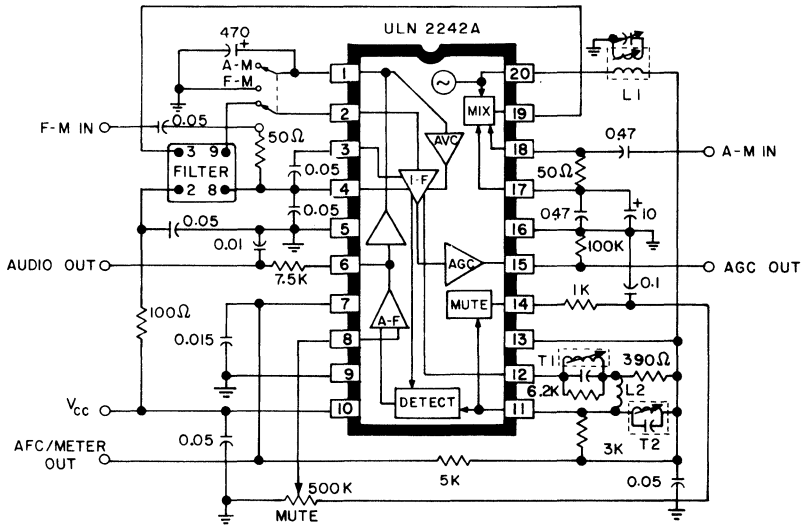 470
+
ULN 2242A
A-M
F-M
1
20
L1
2
MIX
19
F-M IN
0.05
AVC
18
.047
A-M IN
3 9
FILTER
2 8
50Ω
3
0.05
I-F
17
50Ω
4
0.05
.047
+
10
0.05
5
16
0.01
100K
AUDIO OUT
7.5K
6
AGC
15
AGC OUT
0.1
100Ω
7
MUTE
14
1K
0.015
A-F
8
13
T1
390Ω
9
12
6.2K
L2
VCC
10
DETECT
11
0.05
3K
T2
AFC/METER
OUT
5K
0.05
500K
MUTE